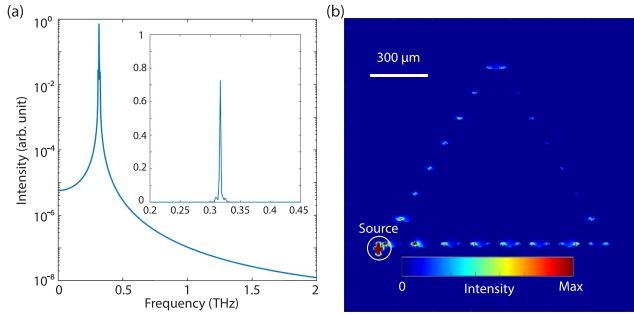 (a)
10^0
10^-2
10^-4
10^-6
10^-8
Intensity (arb. unit)
0 0.5 1 1.5 2
Frequency (THz)
1
0.8
0.6
0.4
0.2
0
0.2 0.25 0.3 0.35 0.4 0.45
(b)
300 μm
Source
0 Intensity Max